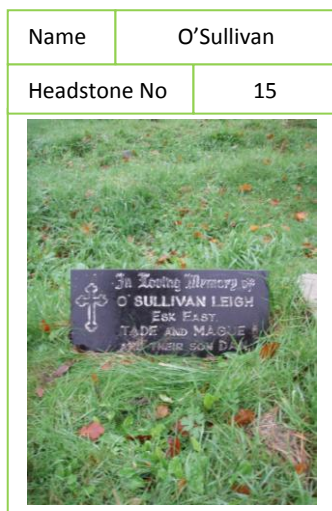 Name O’Sullivan
Headstone No 15
In Loving Memory of
O'SULLIVAN LEIGH
ESK EAST.
TADE AND MAGUE
AND THEIR SON DAN